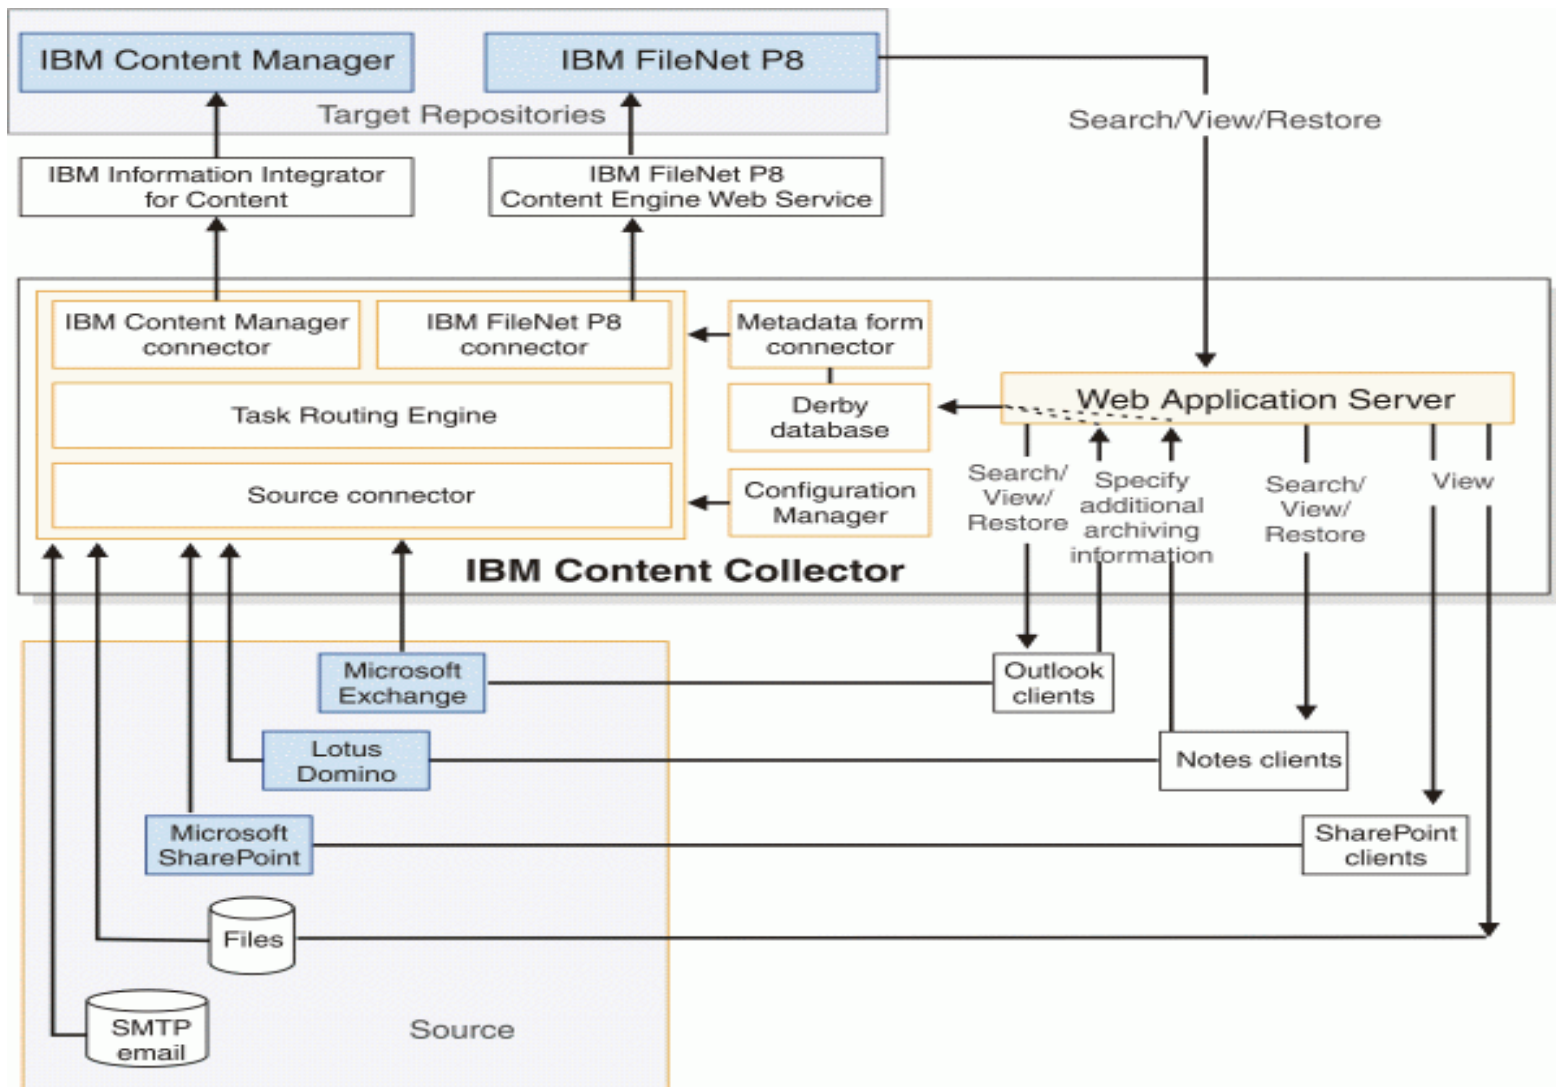 IBM Content Manager
IBM FileNet P8
Target Repositories
Search/View/Restore
IBM Information Integrator
for Content
IBM FileNet P8
Content Engine Web Service
IBM Content Manager
connector
IBM FileNet P8
connector
Metadata form
connector
Web Application Server
Task Routing Engine
Derby
database
Source connector
Configuration
Manager
Search/
View/
Restore
Specify
additional
archiving
information
Search/
View/
Restore
View
IBM Content Collector
Microsoft
Exchange
Outlook
clients
Lotus
Domino
Notes clients
Microsoft
SharePoint
SharePoint
clients
Files
SMTP
email
Source